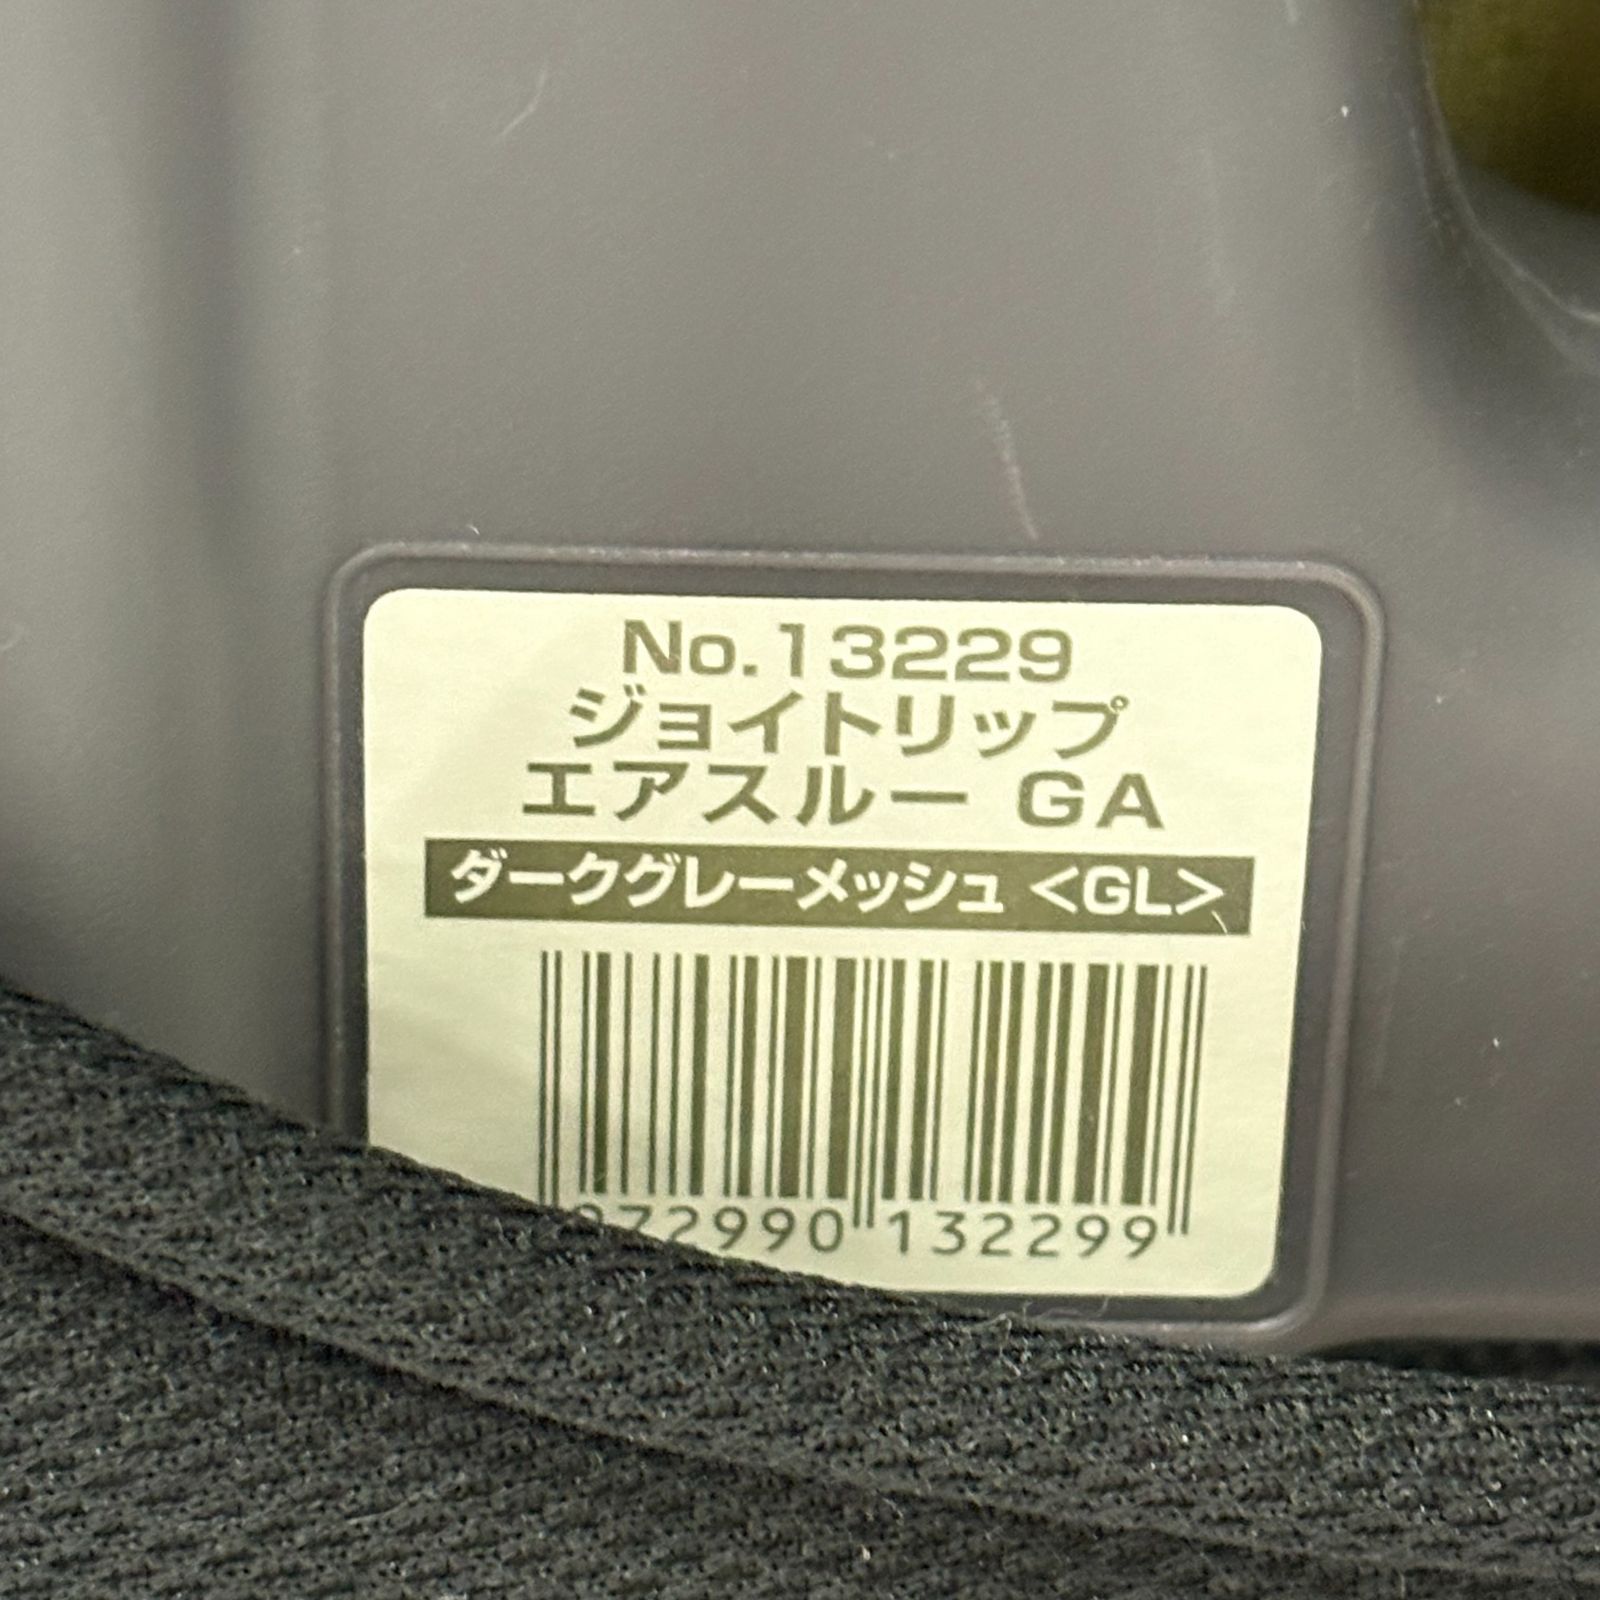 No.13229
ジョイトリップ
エアスルー GA
ダークグレーメッシュ <GL>
972990 132299